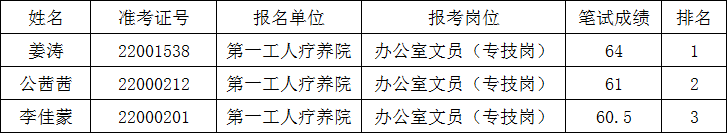 姓名 准考证号 报名单位 报考岗位 笔试成绩 排名
姜涛 22001538 第一工人疗养院 办公室文员（专技岗） 64 1
公茜茜 22000212 第一工人疗养院 办公室文员（专技岗） 61 2
李佳蒙 22000201 第一工人疗养院 办公室文员（专技岗） 60.5 3